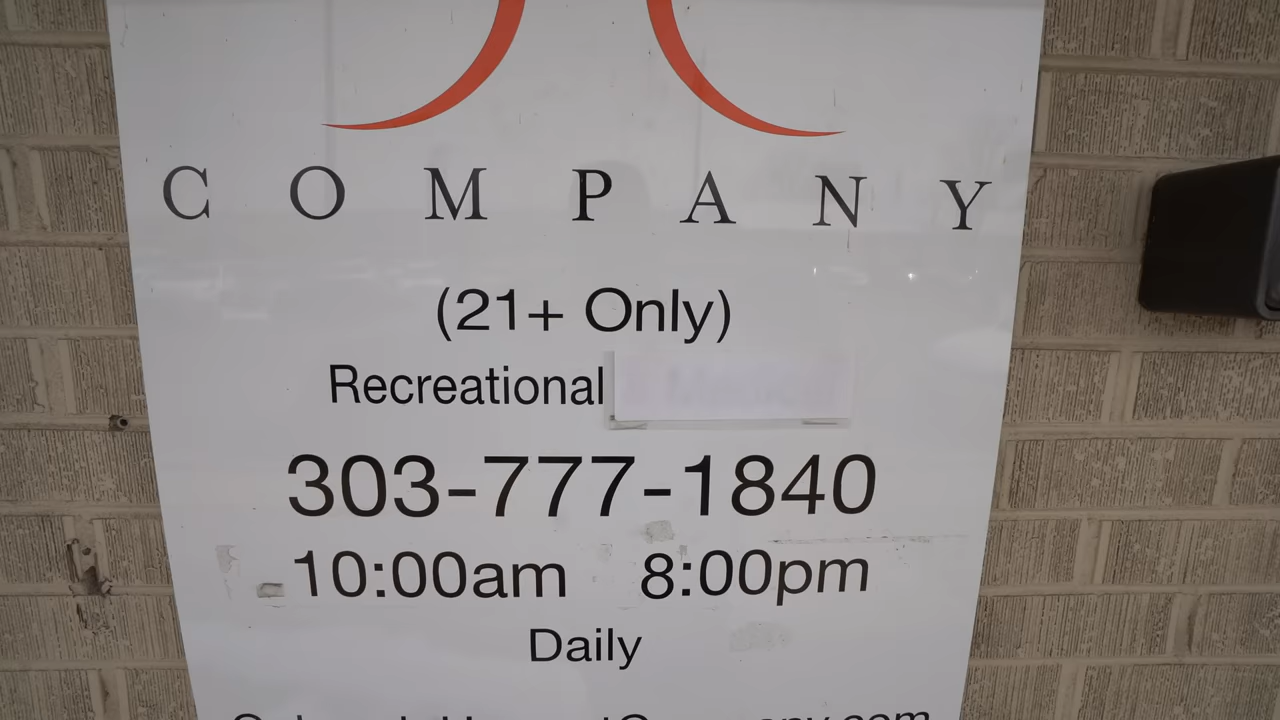 COMPANY
(21+ Only)
Recreational
303-777-1840
10:00am 8:00pm
Daily